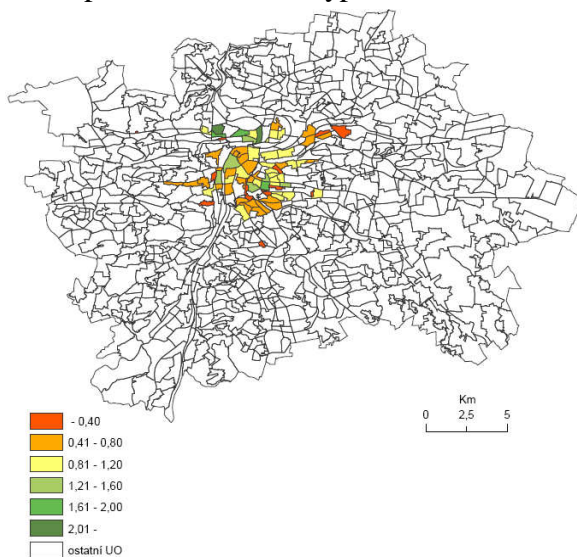 Km
0 2,5 5
- 0,40
0,41 - 0,80
0,81 - 1,20
1,21 - 1,60
1,61 - 2,00
2,01 -
ostatní UO